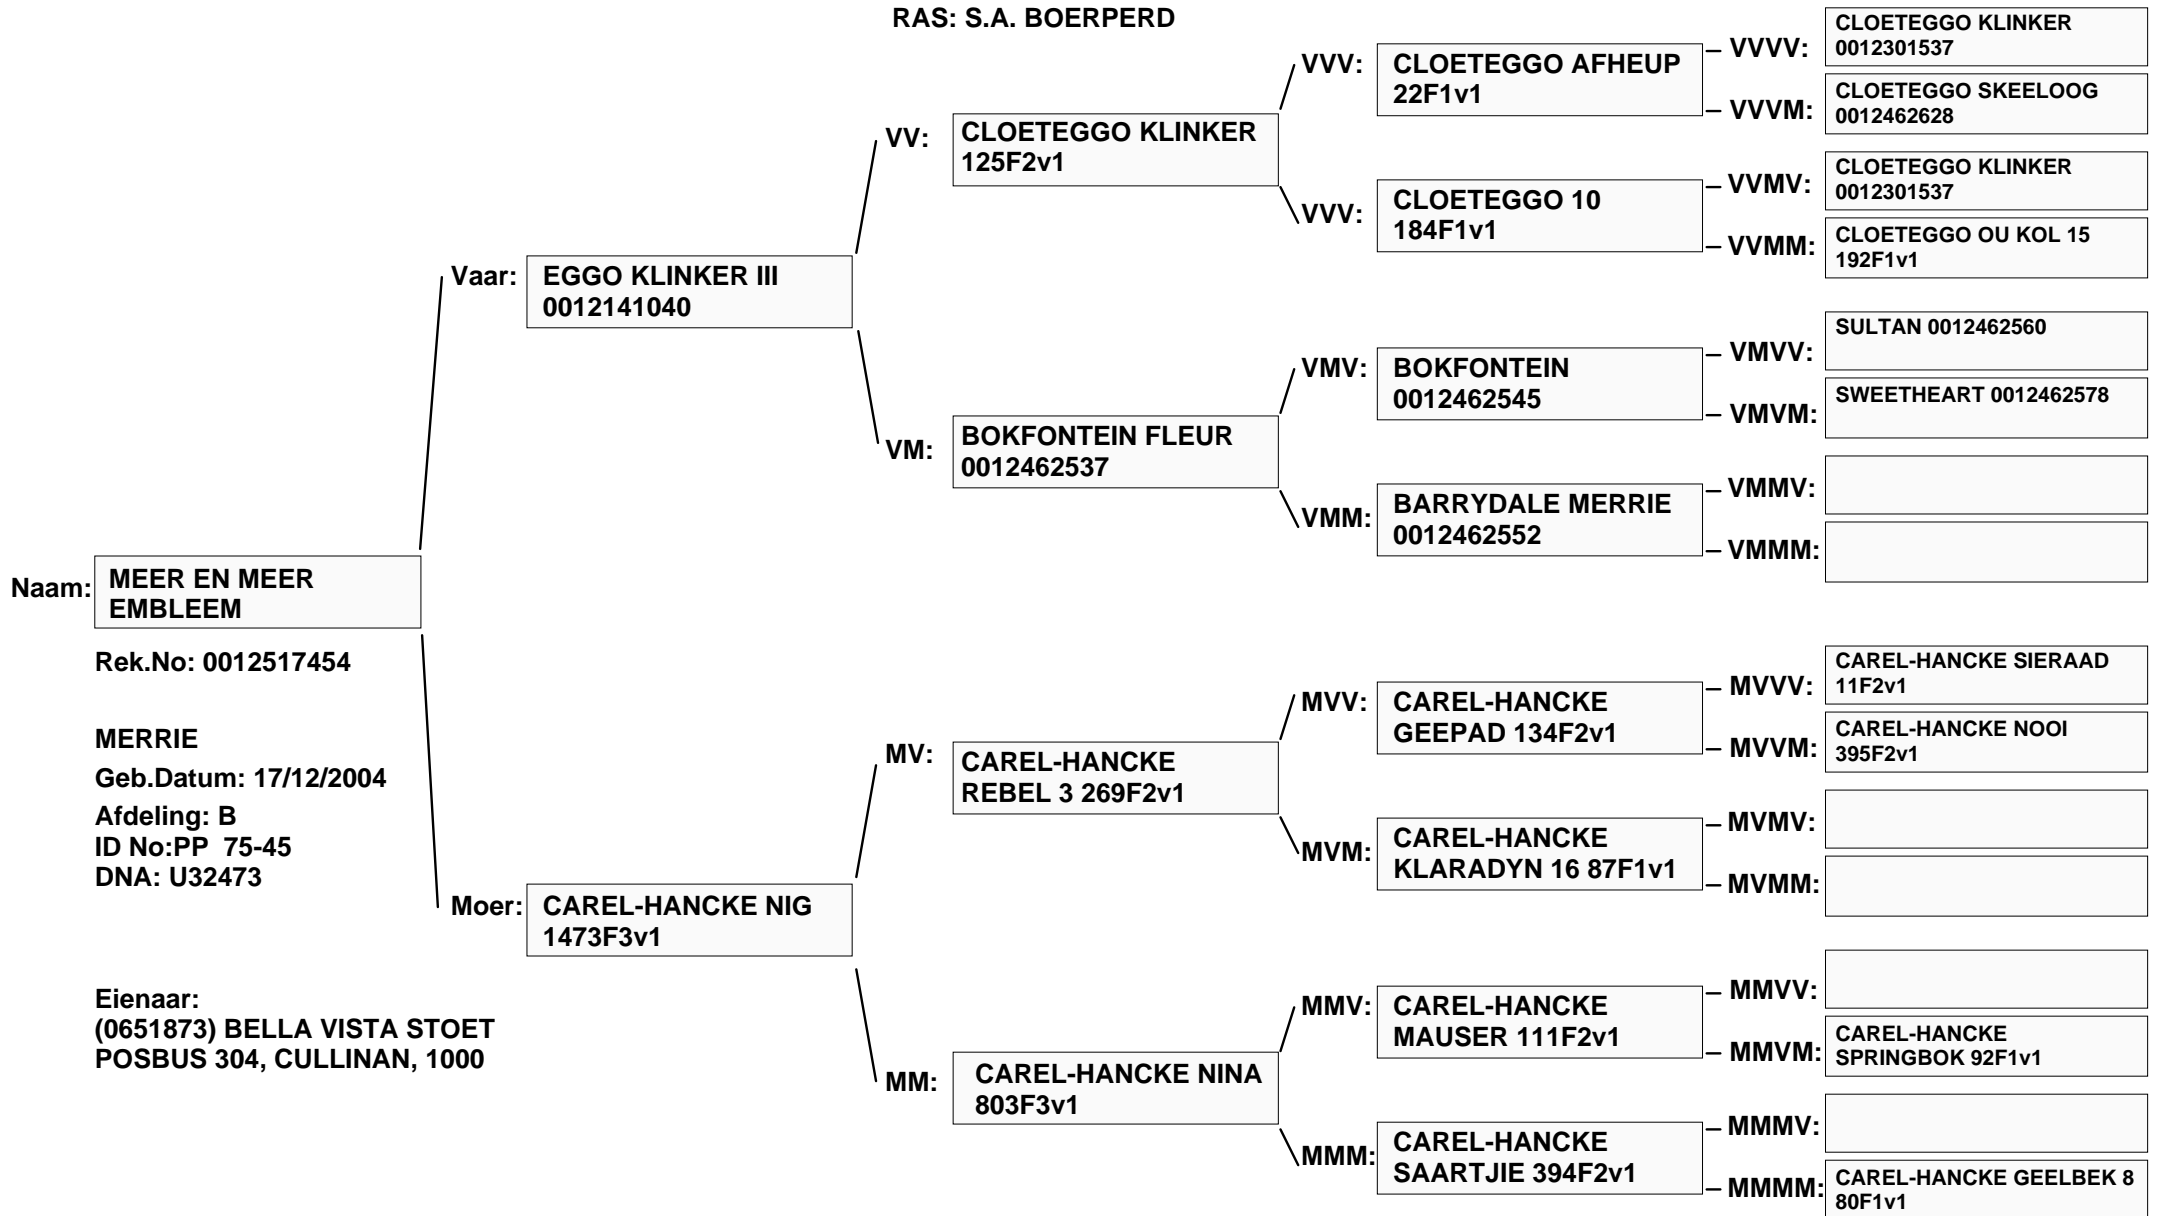 RAS: S.A. BOERPERD
Naam:
MEER EN MEER
EMBLEEM
Rek.No: 0012517454
MERRIE
Geb.Datum: 17/12/2004
Afdeling: B
ID No:PP 75-45
DNA: U32473
Eienaar:
(0651873) BELLA VISTA STOET
POSBUS 304, CULLINAN, 1000
Vaar:
EGGO KLINKER III
0012141040
Moer:
CAREL-HANCKE NIG
1473F3v1
VV:
CLOETEGGO KLINKER
125F2v1
VM:
BOKFONTEIN FLEUR
0012462537
MV:
CAREL-HANCKE
REBEL 3 269F2v1
MM:
CAREL-HANCKE NINA
803F3v1
VVV:
CLOETEGGO AFHEUP
22F1v1
VVV:
CLOETEGGO 10
184F1v1
VMV:
BOKFONTEIN
0012462545
VMM:
BARRYDALE MERRIE
0012462552
MVV:
CAREL-HANCKE
GEEPAD 134F2v1
MVM:
CAREL-HANCKE
KLARADYN 16 87F1v1
MMV:
CAREL-HANCKE
MAUSER 111F2v1
MMM:
CAREL-HANCKE
SAARTJIE 394F2v1
VVVV:
CLOETEGGO KLINKER
0012301537
VVVM:
CLOETEGGO SKEELOOG
0012462628
VVMV:
CLOETEGGO KLINKER
0012301537
VVMM:
CLOETEGGO OU KOL 15
192F1v1
VMVV:
SULTAN 0012462560
VMVM:
SWEETHEART 0012462578
VMMV:
VMMM:
MVVV:
CAREL-HANCKE SIERAAD
11F2v1
MVVM:
CAREL-HANCKE NOOI
395F2v1
MVMV:
MVMM:
MMVV:
MMVM:
CAREL-HANCKE
SPRINGBOK 92F1v1
MMMV:
MMMM:
CAREL-HANCKE GEELBEK 8
80F1v1